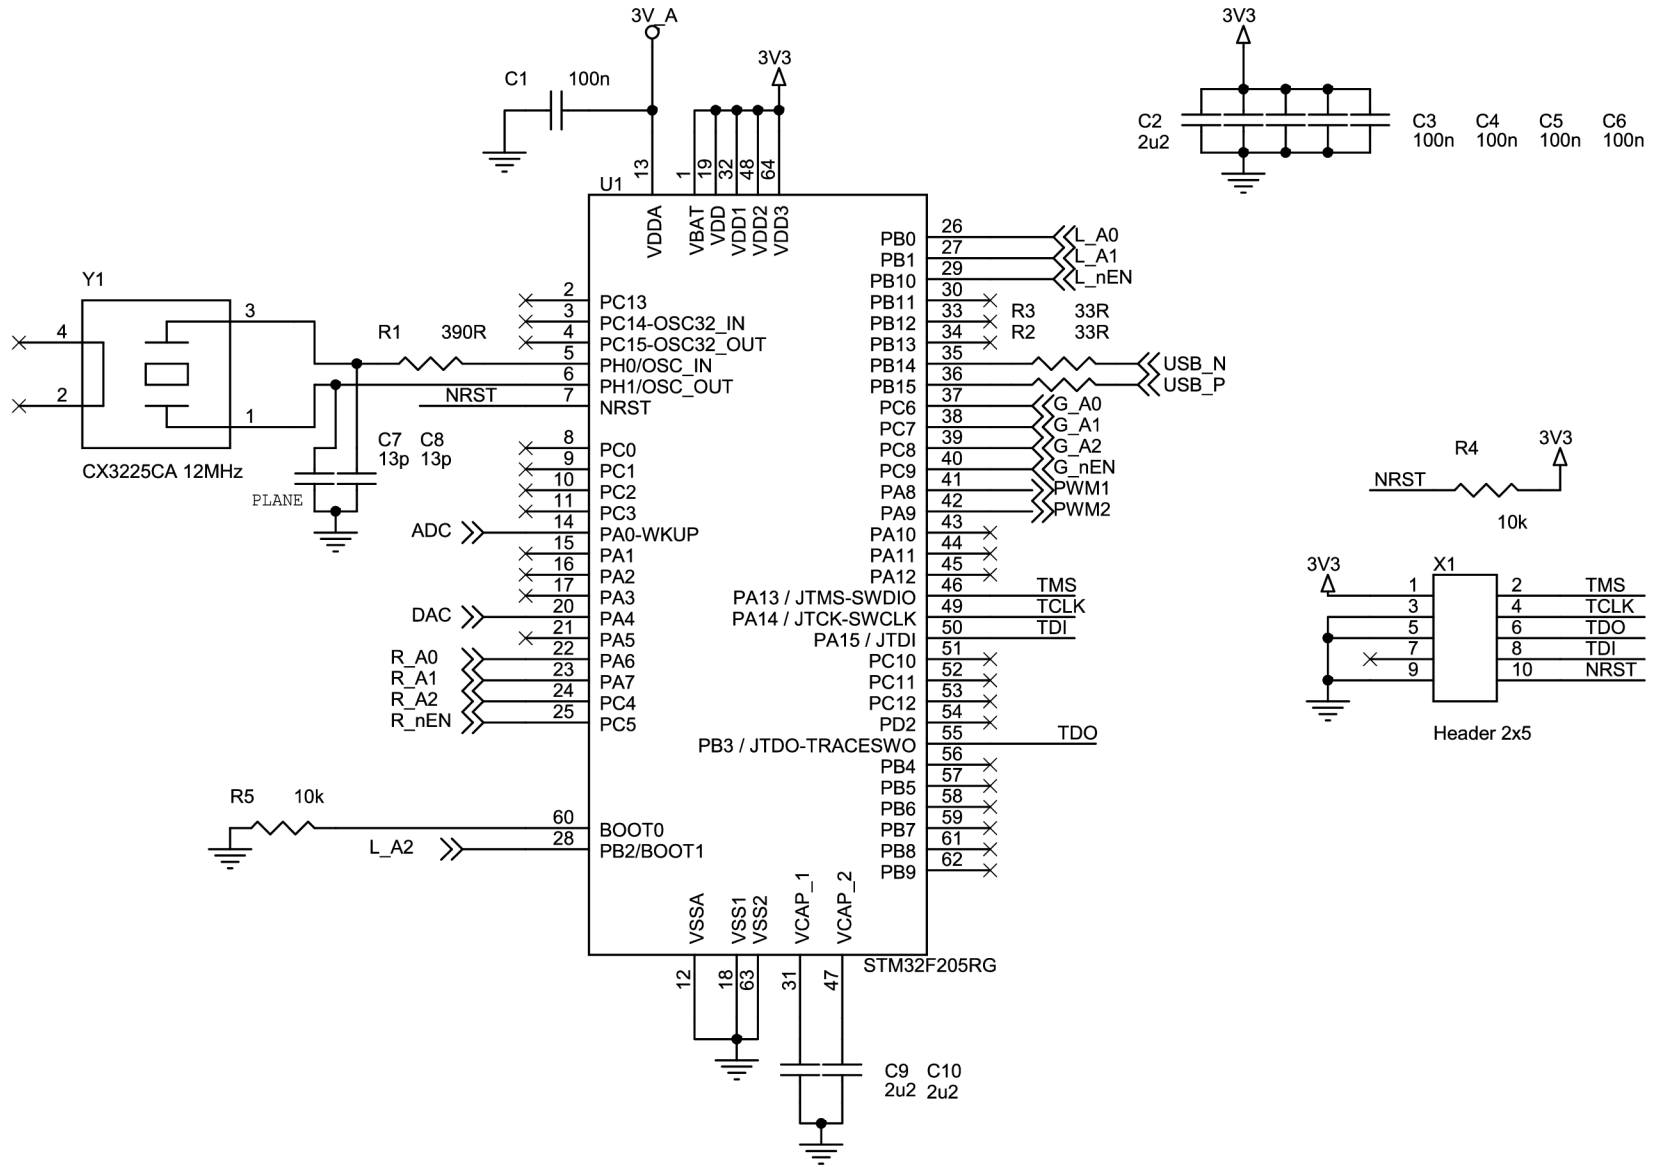 3V_A
3V3
C1 100n
13
1
19
32
48
64
U1
VDDA
VBAT
VDD
VDD1
VDD2
VDD3
3V3
C2
2u2
C3 C4 C5 C6
100n 100n 100n 100n
Y1
4
2
3
1
CX3225CA 12MHz
R1 390R
C7 C8
13p 13p
PLANE
2 PC13
3 PC14-OSC32_IN
4 PC15-OSC32_OUT
5 PH0/OSC_IN
6 PH1/OSC_OUT
NRST 7 NRST
8 PC0
9 PC1
10 PC2
11 PC3
ADC 14 PA0-WKUP
15 PA1
16 PA2
17 PA3
DAC 20 PA4
21 PA5
R_A0 22 PA6
R_A1 23 PA7
R_A2 24 PC4
R_nEN 25 PC5
R5 10k
60 BOOT0
L_A2 28 PB2/BOOT1
PB0 26 L_A0
PB1 27 L_A1
PB10 29 L_nEN
PB11 30
PB12 33
PB13 34
R3 33R
R2 33R
PB14 35 USB_N
PB15 36 USB_P
PC6 37 G_A0
PC7 38 G_A1
PC8 39 G_A2
PC9 40 G_nEN
PA8 41 PWM1
PA9 42 PWM2
PA10 43
PA11 44
PA12 45
PA13 / JTMS-SWDIO 46 TMS
PA14 / JTCK-SWCLK 49 TCLK
PA15 / JTDI 50 TDI
PC10 51
PC11 52
PC12 53
PD2 54
PB3 / JTDO-TRACESWO 55 TDO
PB4 56
PB5 57
PB6 58
PB7 59
PB8 61
PB9 62
VSSA
VSS1
VSS2
VCAP_1
VCAP_2
STM32F205RG
12
18
63
31
47
C9 C10
2u2 2u2
R4 3V3
NRST
10k
3V3 X1
1 2 TMS
3 4 TCLK
5 6 TDO
7 8 TDI
9 10 NRST
Header 2x5